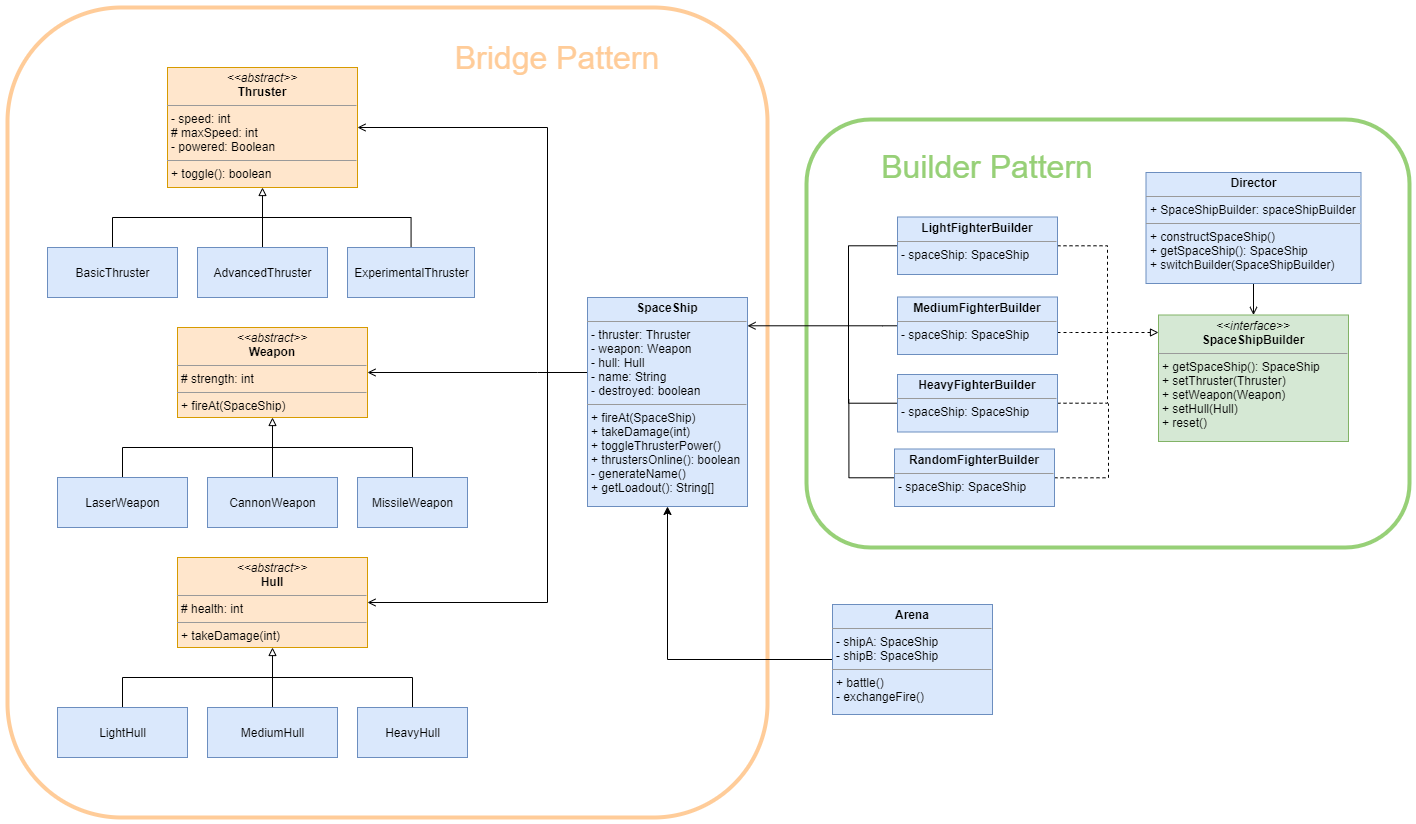 Bridge Pattern
<<abstract>>
Thruster
- speed: int
# maxSpeed: int
- powered: Boolean
+ toggle(): boolean
BasicThruster
AdvancedThruster
ExperimentalThruster
<<abstract>>
Weapon
# strength: int
+ fireAt(SpaceShip)
LaserWeapon
CannonWeapon
MissileWeapon
<<abstract>>
Hull
# health: int
+ takeDamage(int)
LightHull
MediumHull
HeavyHull
SpaceShip
- thruster: Thruster
- weapon: Weapon
- hull: Hull
- name: String
- destroyed: boolean
+ fireAt(SpaceShip)
+ takeDamage(int)
+ toggleThrusterPower()
+ thrustersOnline(): boolean
- generateName()
+ getLoadout(): String[]
Builder Pattern
LightFighterBuilder
- spaceShip: SpaceShip
MediumFighterBuilder
- spaceShip: SpaceShip
HeavyFighterBuilder
- spaceShip: SpaceShip
RandomFighterBuilder
- spaceShip: SpaceShip
Director
+ SpaceShipBuilder: spaceShipBuilder
+ constructSpaceShip()
+ getSpaceShip(): SpaceShip
+ switchBuilder(SpaceShipBuilder)
<<interface>>
SpaceShipBuilder
+ getSpaceShip(): SpaceShip
+ setThruster(Thruster)
+ setWeapon(Weapon)
+ setHull(Hull)
+ reset()
Arena
- shipA: SpaceShip
- shipB: SpaceShip
+ battle()
- exchangeFire()